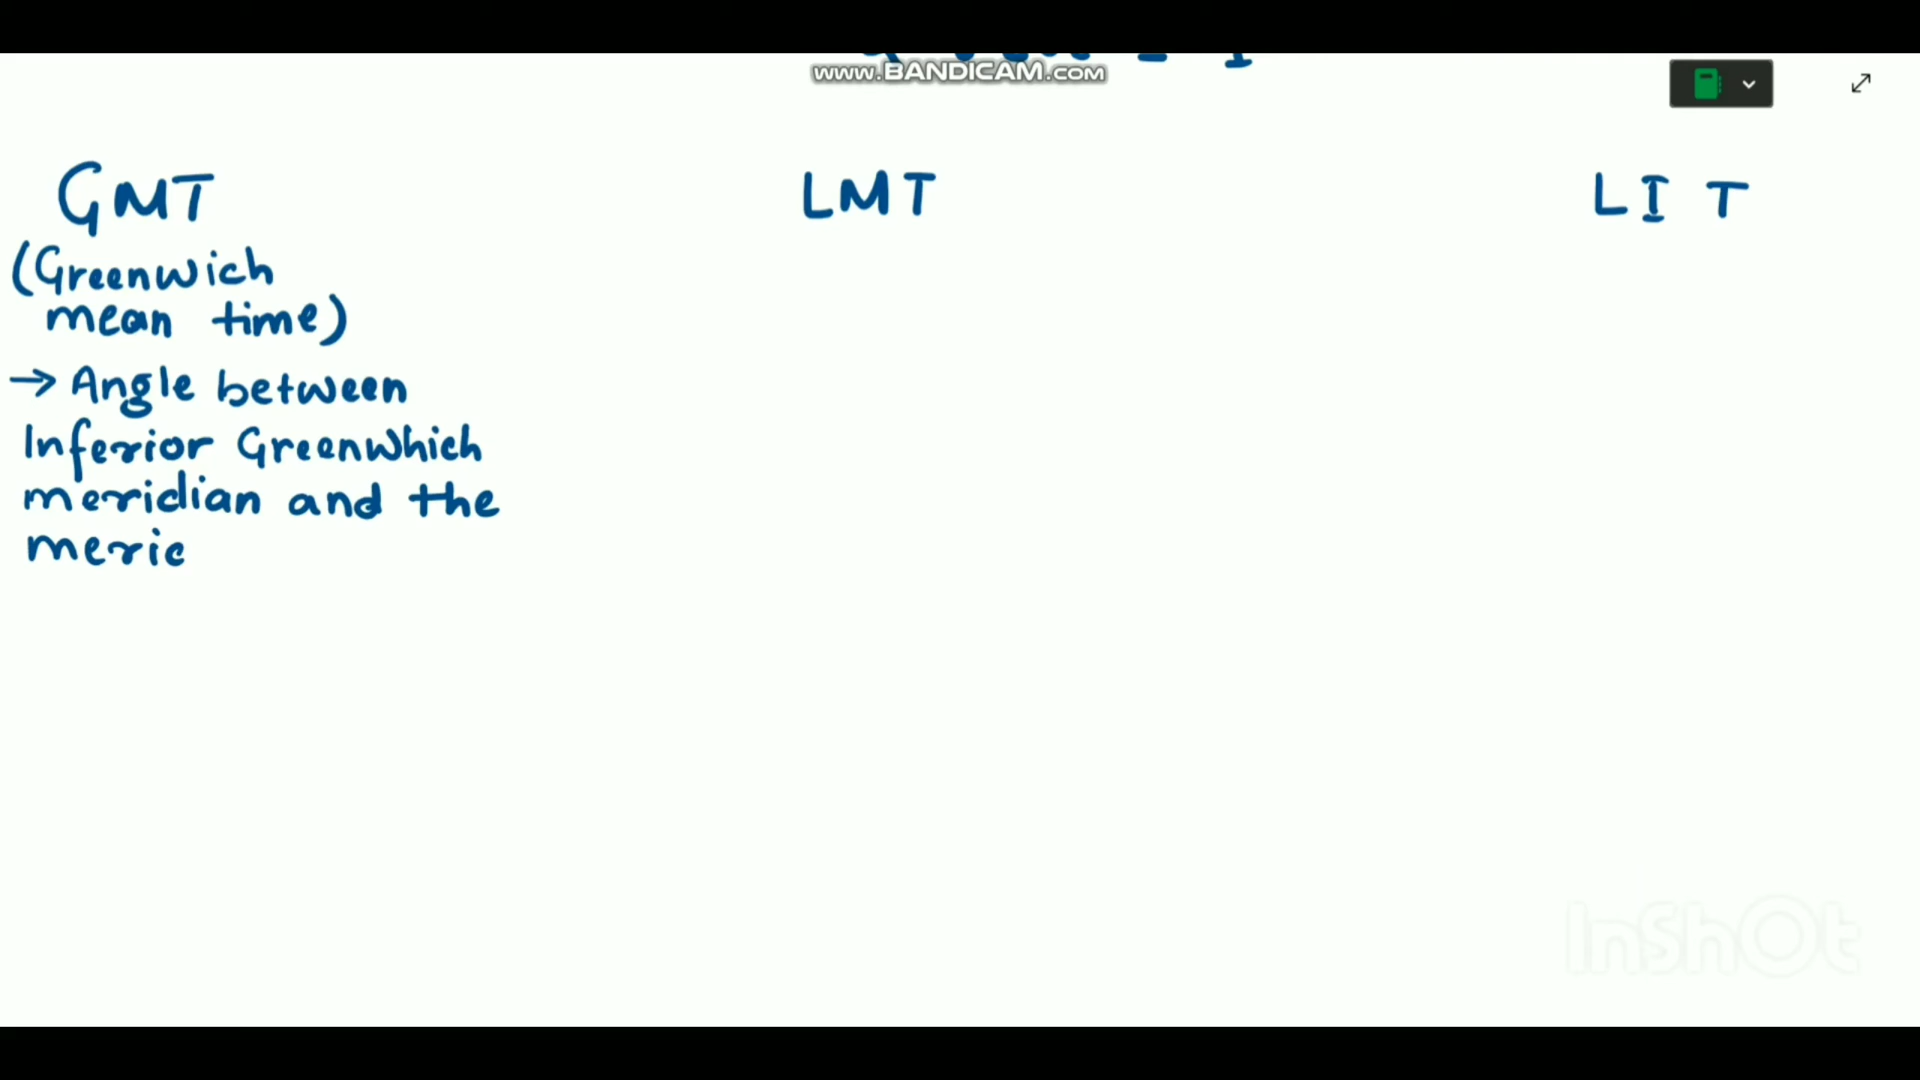 www.BANDICAM.com
GMT LMT LIT
(Greenwich
mean time)
→ Angle between
Inferior Greenwhich
meridian and the
meric
InShOt